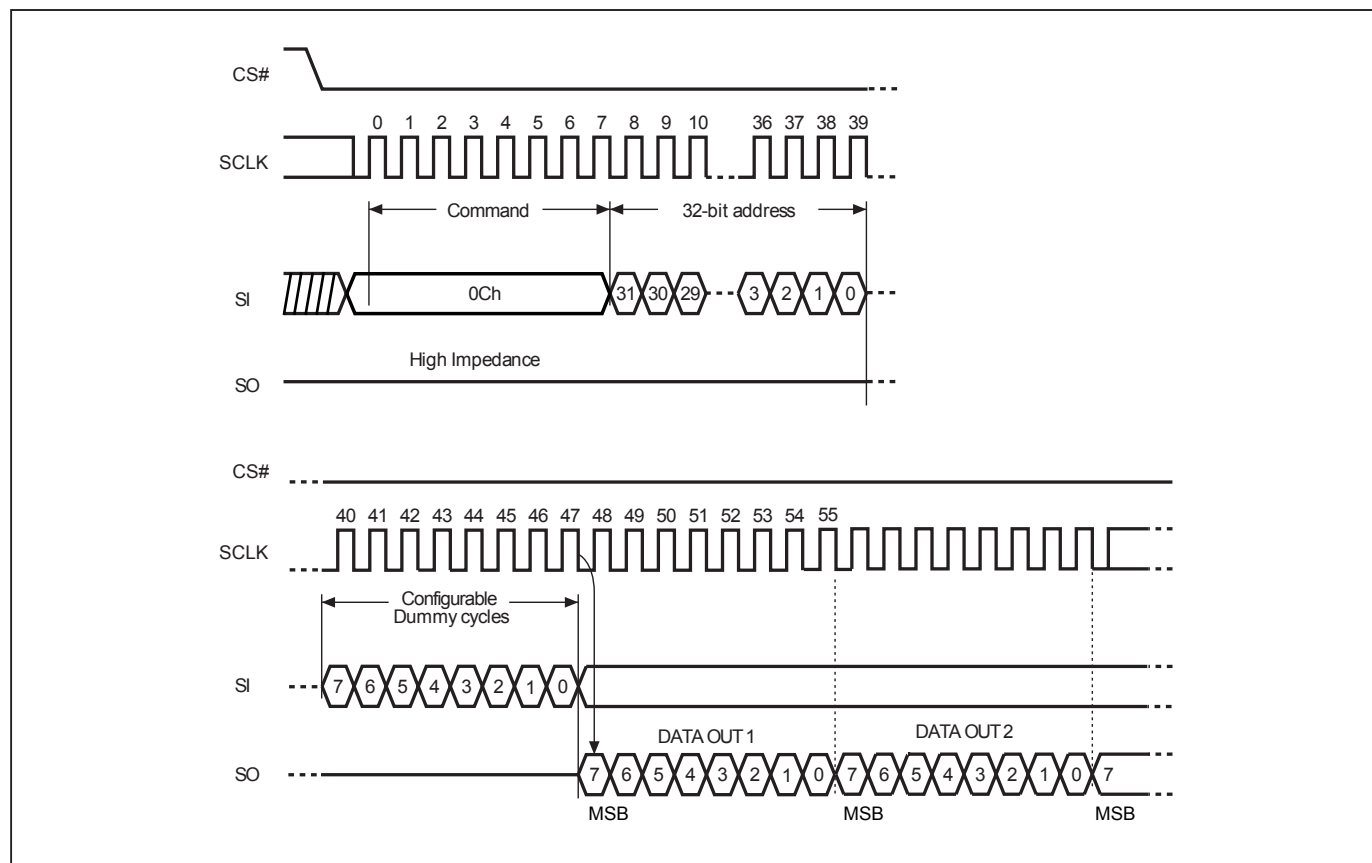 CS#
0 1 2 3 4 5 6 7 8 9 10 36 37 38 39
SCLK
Command 32-bit address
SI 0Ch 31 30 29 3 2 1 0
High Impedance
SO
CS#
40 41 42 43 44 45 46 47 48 49 50 51 52 53 54 55
SCLK
Configurable
Dummy cycles
SI 7 6 5 4 3 2 1 0
DATA OUT 1 DATA OUT 2
SO 7 6 5 4 3 2 1 0 7 6 5 4 3 2 1 0 7
MSB MSB MSB